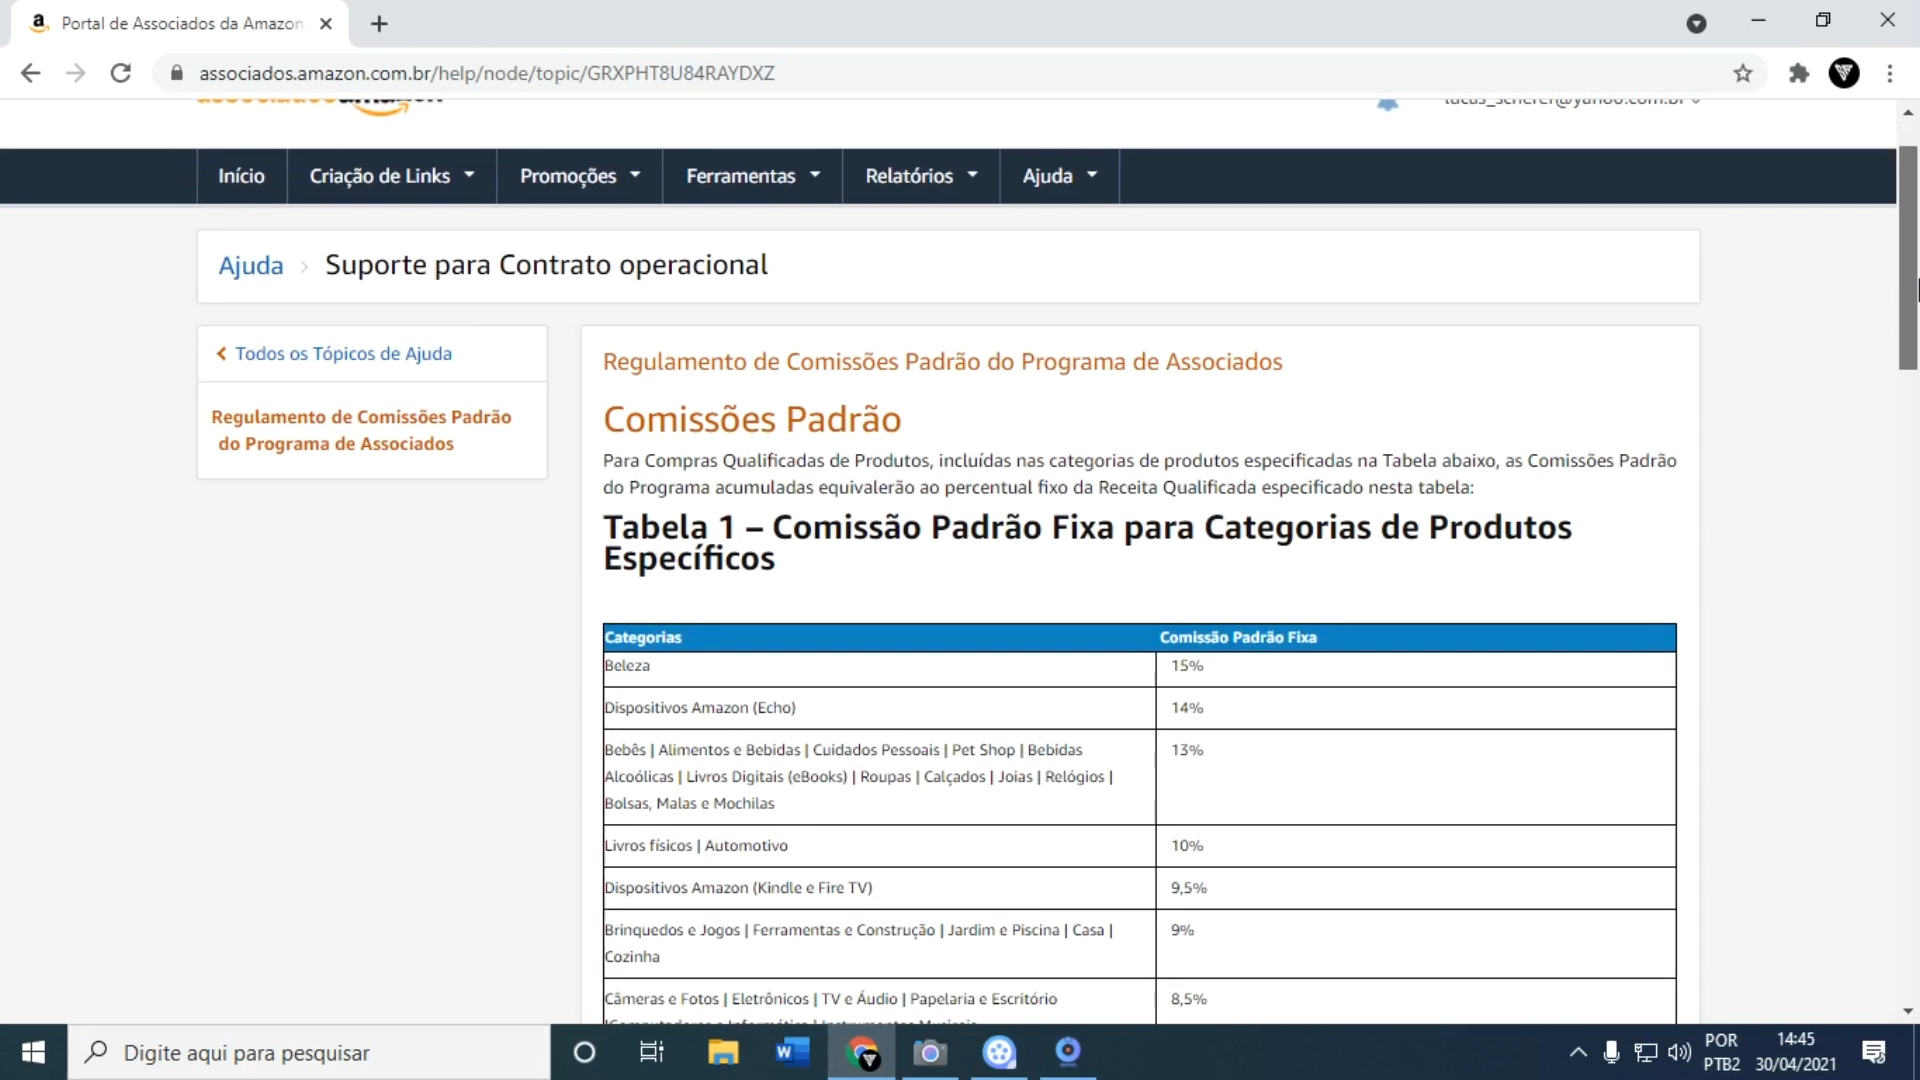 Portal de Associados da Amazon
associados.amazon.com.br/help/node/topic/GRXPHT8U84RAYDXZ
Início
Criação de Links
Promoções
Ferramentas
Relatórios
Ajuda
Ajuda
Suporte para Contrato operacional
Todos os Tópicos de Ajuda
Regulamento de Comissões Padrão
do Programa de Associados
Regulamento de Comissões Padrão do Programa de Associados
Comissões Padrão
Para Compras Qualificadas de Produtos, incluídas nas categorias de produtos especificadas na Tabela abaixo, as Comissões Padrão
do Programa acumuladas equivalerão ao percentual fixo da Receita Qualificada especificado nesta tabela:
Tabela 1 – Comissão Padrão Fixa para Categorias de Produtos
Específicos
Categorias
Comissão Padrão Fixa
Beleza
15%
Dispositivos Amazon (Echo)
14%
Bebês | Alimentos e Bebidas | Cuidados Pessoais | Pet Shop | Bebidas
13%
Alcoólicas | Livros Digitais (eBooks) | Roupas | Calçados | Joias | Relógios |
Bolsas, Malas e Mochilas
Livros físicos | Automotivo
10%
Dispositivos Amazon (Kindle e Fire TV)
9,5%
Brinquedos e Jogos | Ferramentas e Construção | Jardim e Piscina | Casa |
9%
Cozinha
Câmeras e Fotos | Eletrônicos | TV e Áudio | Papelaria e Escritório
8,5%
Digite aqui para pesquisar
POR
PTB2
14:45
30/04/2021